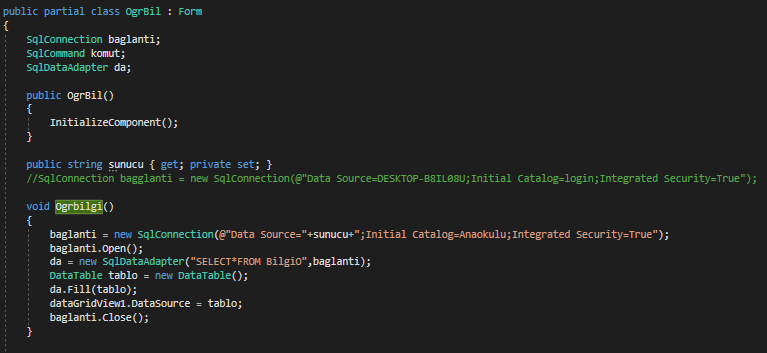 public partial class OgrBil : Form
{
SqlConnection baglanti;
SqlCommand komut;
SqlDataAdapter da;
public OgrBil()
{
InitializeComponent();
}
public string sunucu { get; private set; }
//SqlConnection bagglanti = new SqlConnection(@"Data Source=DESKTOP-B8IL08U;Initial Catalog=login;Integrated Security=True");
void Ogrbilgi()
{
baglanti = new SqlConnection(@"Data Source="+sunucu+";Initial Catalog=Anaokulu;Integrated Security=True");
baglanti.Open();
da = new SqlDataAdapter("SELECT*FROM BilgiO",baglanti);
DataTable tablo = new DataTable();
da.Fill(tablo);
dataGridView1.DataSource = tablo;
baglanti.Close();
}